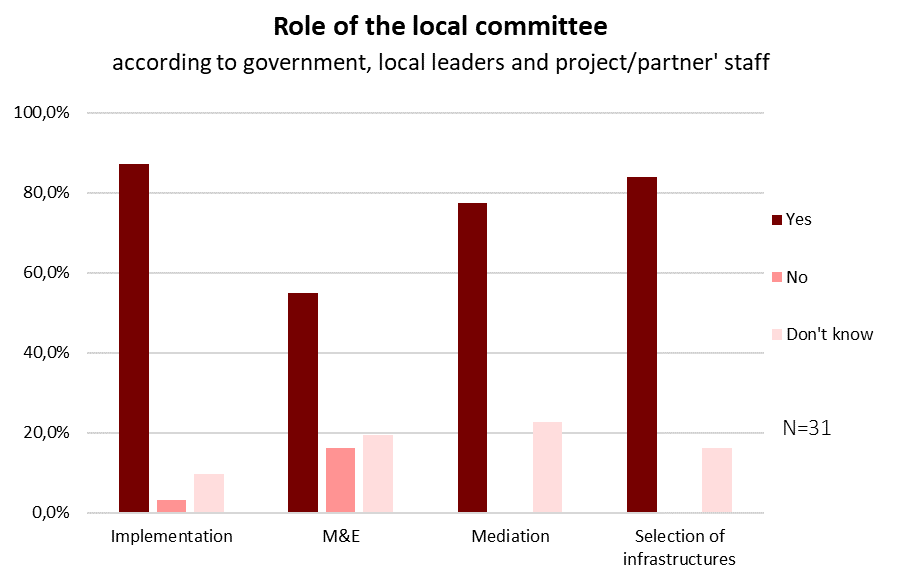 Role of the local committee
according to government, local leaders and project/partner' staff
100,0%
80,0%
60,0%
40,0%
20,0%
0,0%
Implementation
M&E
Mediation
Selection of
infrastructures
Yes
No
Don't know
N=31